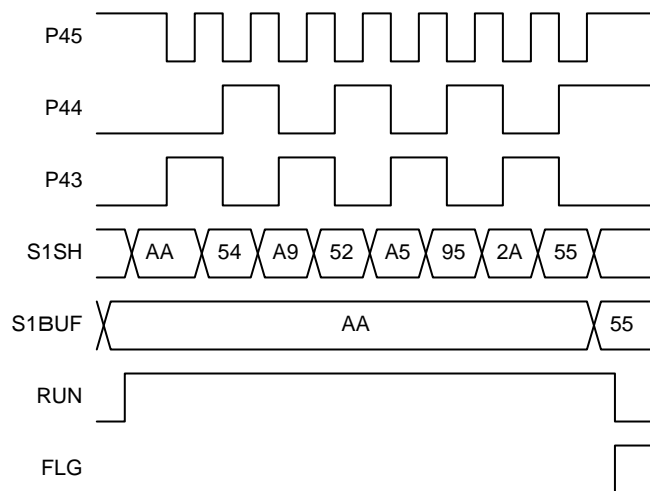 P45
P44
P43
S1SH AA 54 A9 52 A5 95 2A 55
S1BUF AA 55
RUN
FLG